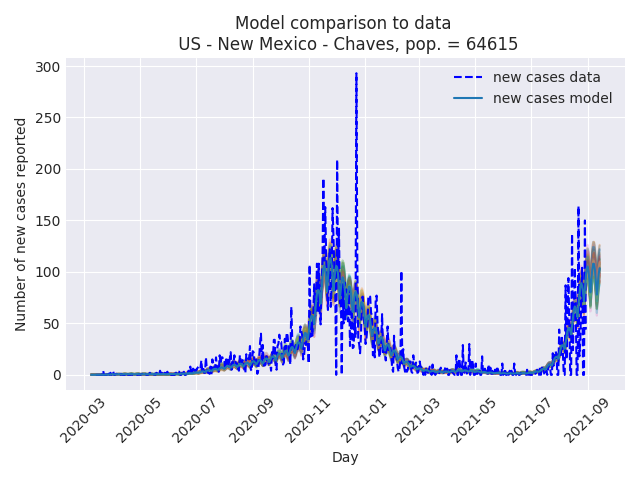 Model comparison to data
US - New Mexico - Chaves, pop. = 64615
new cases data
new cases model
Number of new cases reported
300
250
200
150
100
50
0
2020-03
2020-05
2020-07
2020-09
2020-11
2021-01
2021-03
2021-05
2021-07
2021-09
Day